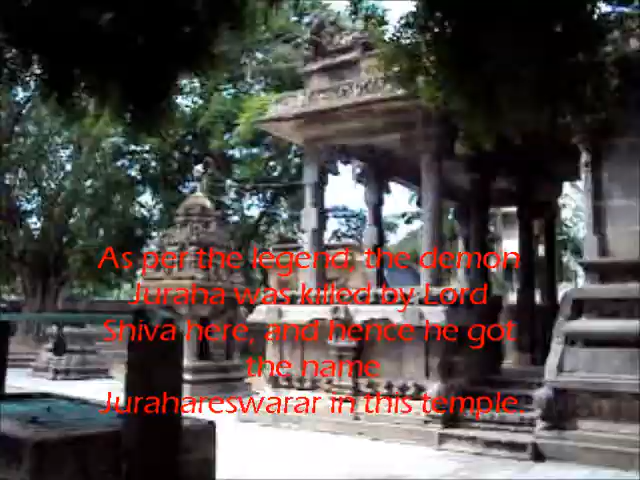 As per the legend, the demon
Juraha was killed by Lord
Shiva here, and hence he got
the name
Jurahareswarar in this temple.